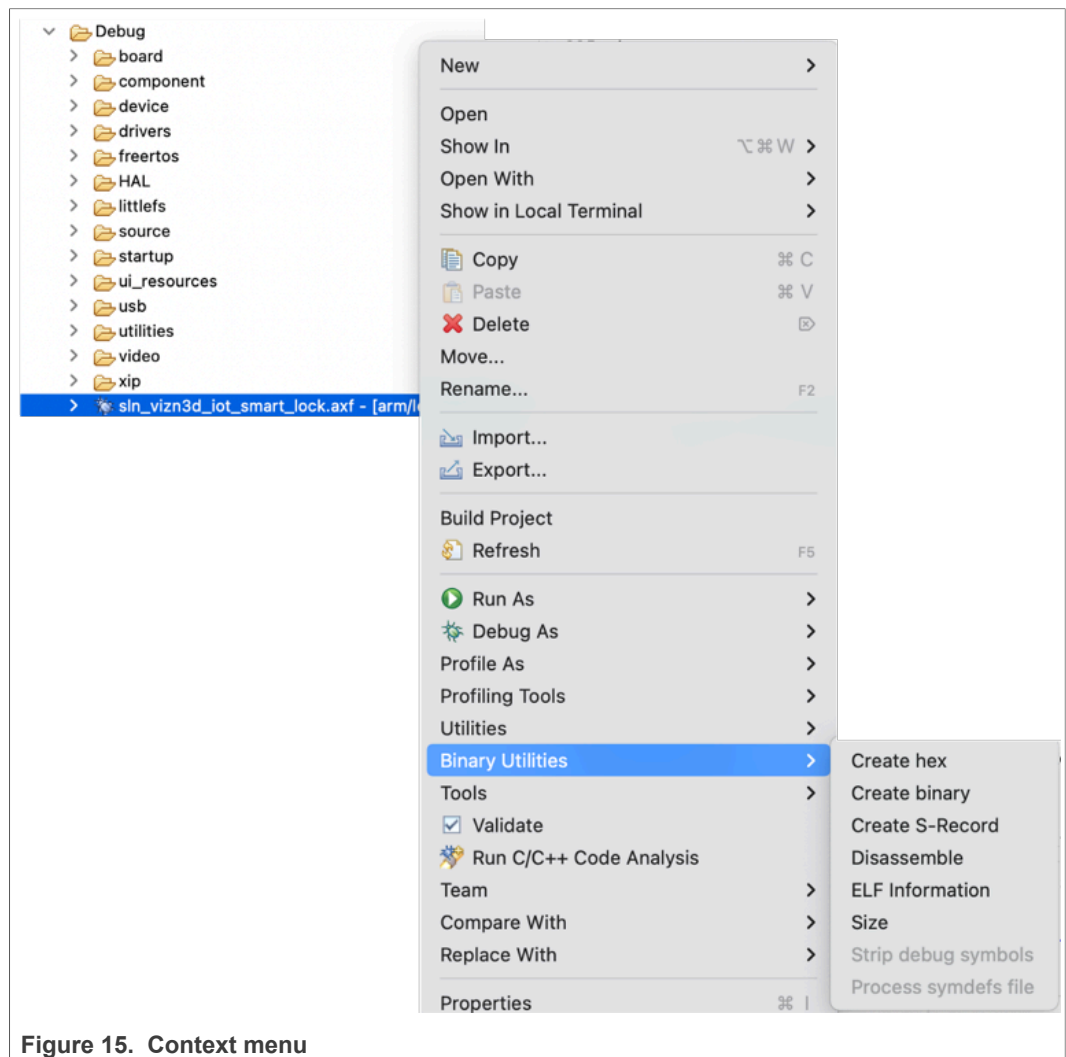 Debug
board
component
device
drivers
freertos
HAL
littlefs
source
startup
ui_resources
usb
utilities
video
xip
sln_vizn3d_iot_smart_lock.axf - [arm/l
New
Open
Show In ⌥⌘W
Open With
Show in Local Terminal
Copy ⌘ C
Paste ⌘ V
Delete
Move...
Rename... F2
Import...
Export...
Build Project
Refresh F5
Run As
Debug As
Profile As
Profiling Tools
Utilities
Binary Utilities
Tools
Validate
Run C/C++ Code Analysis
Team
Compare With
Replace With
Properties ⌘ I
Create hex
Create binary
Create S-Record
Disassemble
ELF Information
Size
Strip debug symbols
Process symdefs file
Figure 15. Context menu